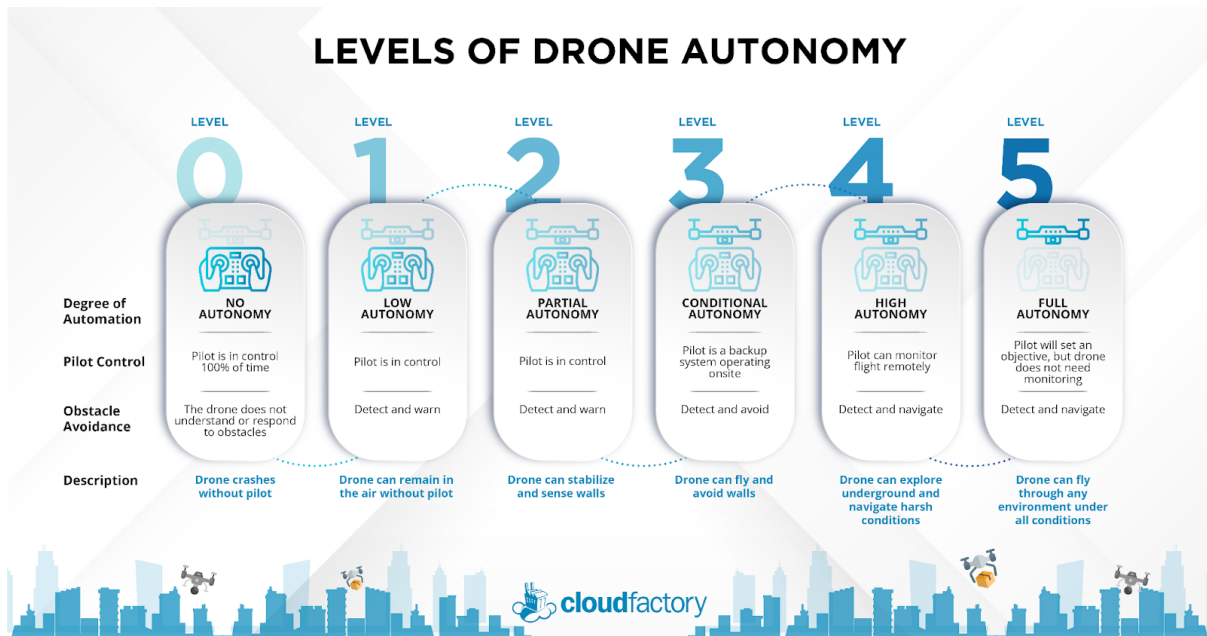 LEVELS OF DRONE AUTONOMY
LEVEL
0
LEVEL
1
LEVEL
2
LEVEL
3
LEVEL
4
LEVEL
5
Degree of
Automation
NO
AUTONOMY
LOW
AUTONOMY
PARTIAL
AUTONOMY
CONDITIONAL
AUTONOMY
HIGH
AUTONOMY
FULL
AUTONOMY
Pilot Control
Pilot is in control
100% of time
Pilot is in control
Pilot is in control
Pilot is a backup
system operating
onsite
Pilot can monitor
flight remotely
Pilot will set an
objective, but drone
does not need
monitoring
Obstacle
Avoidance
The drone does not
understand or respond
to obstacles
Detect and warn
Detect and warn
Detect and avoid
Detect and navigate
Detect and navigate
Description
Drone crashes
without pilot
Drone can remain in
the air without pilot
Drone can stabilize
and sense walls
Drone can fly and
avoid walls
Drone can explore
underground and
navigate harsh
conditions
Drone can fly
through any
environment under
all conditions
cloudfactory